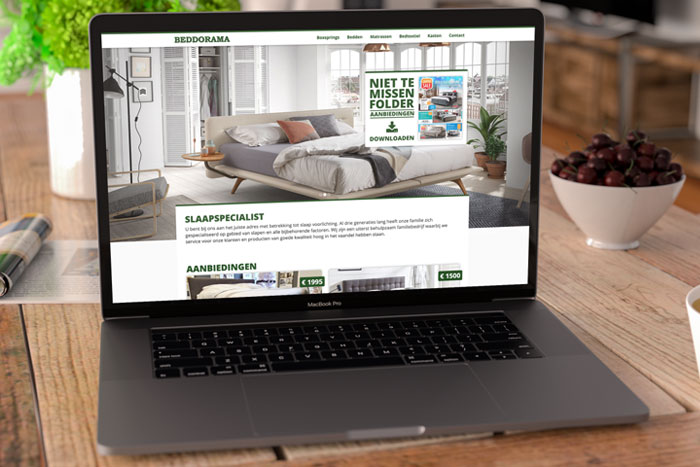 BEDDORAMA
Boxsprings Bedden Matrassen Bedtextiel Kasten Contact
NIET TE
MISSEN
FOLDER
AANBIEDINGEN
DOWNLOADEN
SLAAPSPECIALIST
U bent bij ons aan het juiste adres met betrekking tot slaap voorlichting. Al drie generaties lang heeft onze familie zich
gespecialiseerd op gebied van slapen en alle bijbehorende factoren. Wij zijn een uiterst behulpzaam familiebedrijf waarbij we
service voor onze klanten en producten van goede kwaliteit hoog in het vaandel hebben staan.
AANBIEDINGEN
€ 1995
€ 1500
MacBook Pro